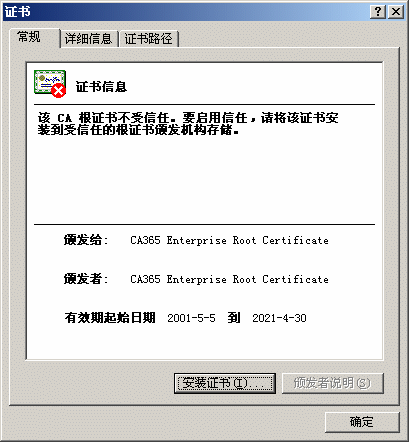 证书
常规 详细信息 证书路径
证书信息
该 CA 根证书不受信任。要启用信任，请将该证书安
装到受信任的根证书颁发机构存储。
颁发给: CA365 Enterprise Root Certificate
颁发者: CA365 Enterprise Root Certificate
有效期起始日期 2001-5-5 到 2021-4-30
安装证书(I)... 颁发者说明(S)
确定